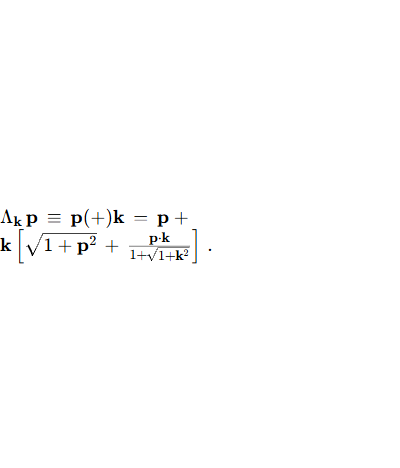 Λ_𝐤 𝐩 ≡ 𝐩(+)𝐤 = 𝐩 +
𝐤 [ √(1 + 𝐩²) + (𝐩·𝐤)/(1+√(1+𝐤²)) ] .